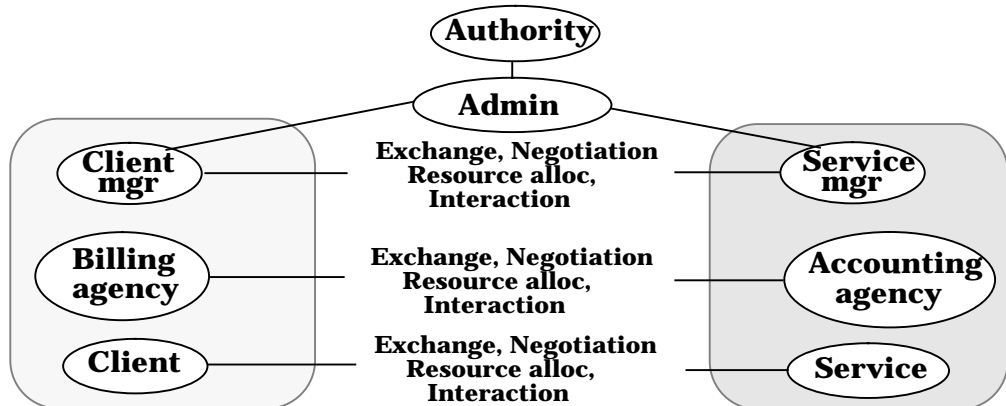 Authority
Admin
Client
mgr
Exchange, Negotiation
Resource alloc,
Interaction
Service
mgr
Billing
agency
Exchange, Negotiation
Resource alloc,
Interaction
Accounting
agency
Client
Exchange, Negotiation
Resource alloc,
Interaction
Service